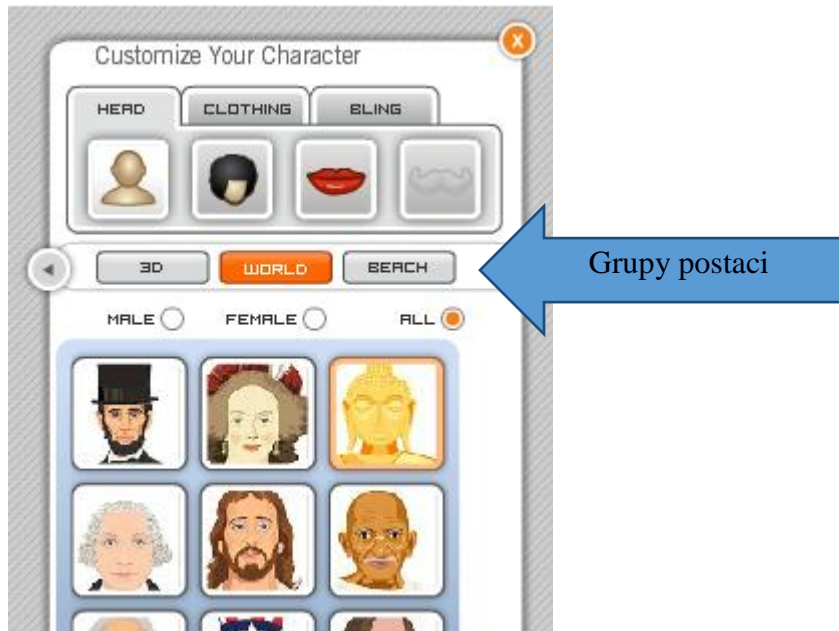 X
Customize Your Character
HEAD CLOTHING BLING
3D WORLD BEACH
Grupy postaci
MALE FEMALE ALL